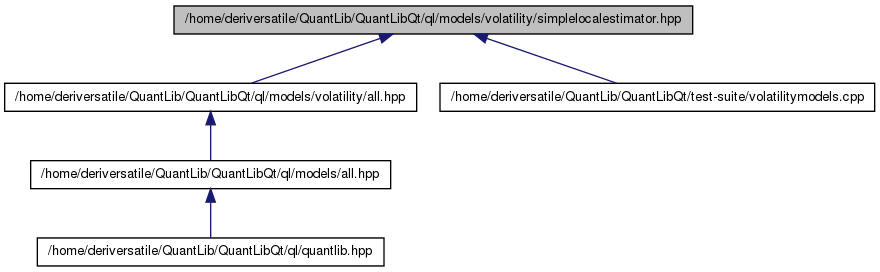 /home/deriversatile/QuantLib/QuantLibQt/ql/models/volatility/simplelocalestimator.hpp
/home/deriversatile/QuantLib/QuantLibQt/ql/models/volatility/all.hpp
/home/deriversatile/QuantLib/QuantLibQt/test-suite/volatilitymodels.cpp
/home/deriversatile/QuantLib/QuantLibQt/ql/models/all.hpp
/home/deriversatile/QuantLib/QuantLibQt/ql/quantlib.hpp